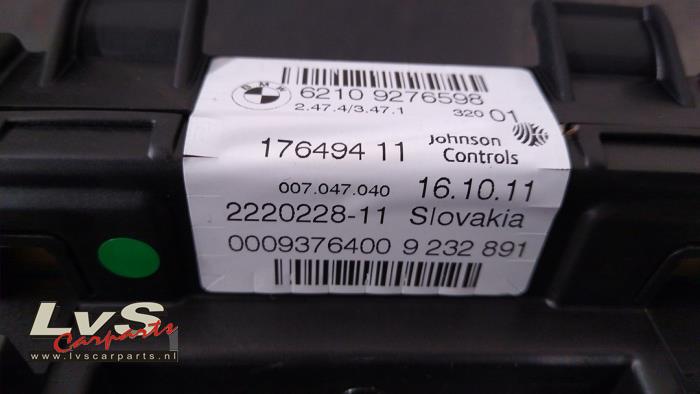 BMW
6210 9276598
2.47.4/3.47.1 320 01
176494 11 Johnson Controls
007.047.040 16.10.11
2220228-11 Slovakia
0009376400 9 232 891
LvS
Carparts
www.lvscarparts.nl